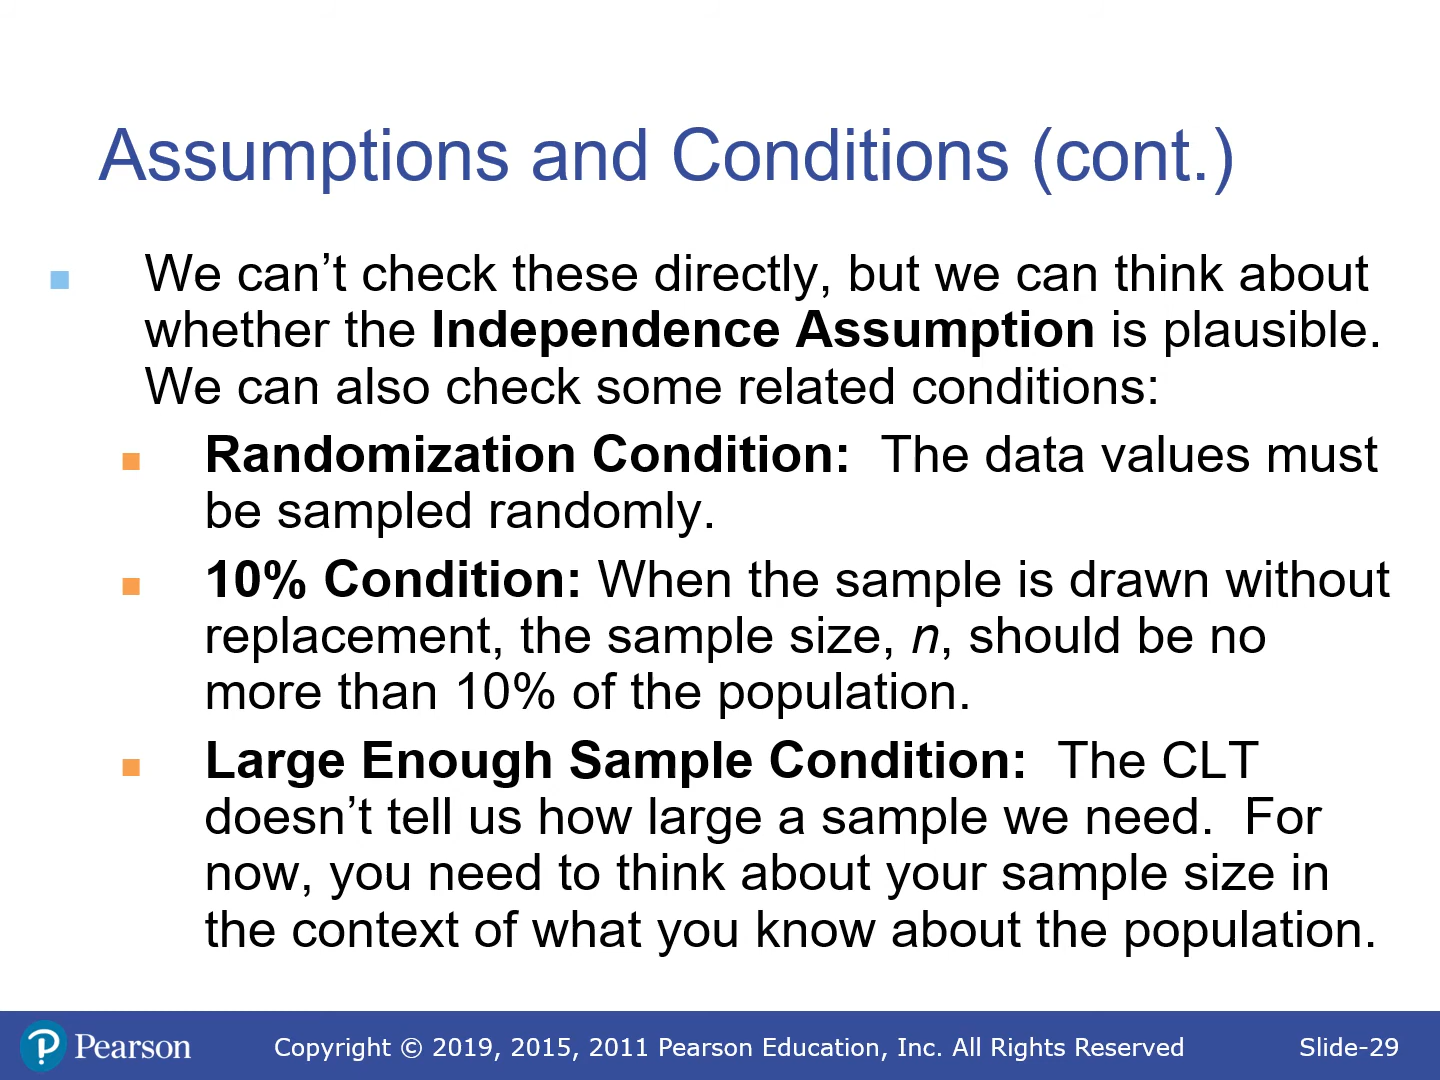 Assumptions and Conditions (cont.)
We can’t check these directly, but we can think about
whether the Independence Assumption is plausible.
We can also check some related conditions:
Randomization Condition:  The data values must
be sampled randomly.
10% Condition: When the sample is drawn without
replacement, the sample size, n, should be no
more than 10% of the population.
Large Enough Sample Condition:  The CLT
doesn’t tell us how large a sample we need.  For
now, you need to think about your sample size in
the context of what you know about the population.
Pearson
Copyright © 2019, 2015, 2011 Pearson Education, Inc. All Rights Reserved
Slide-29